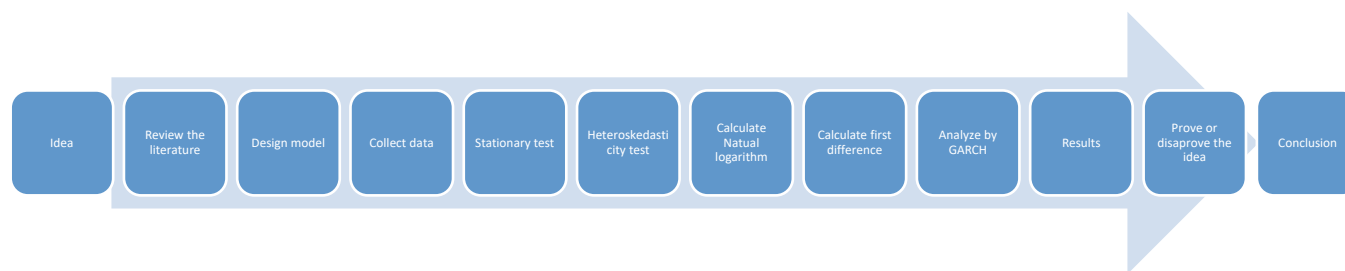 Idea
Review the
literature
Design model
Collect data
Stationary test
Heteroskedasti
city test
Calculate
Natual
logarithm
Calculate first
difference
Analyze by
GARCH
Results
Prove or
disaprove the
idea
Conclusion